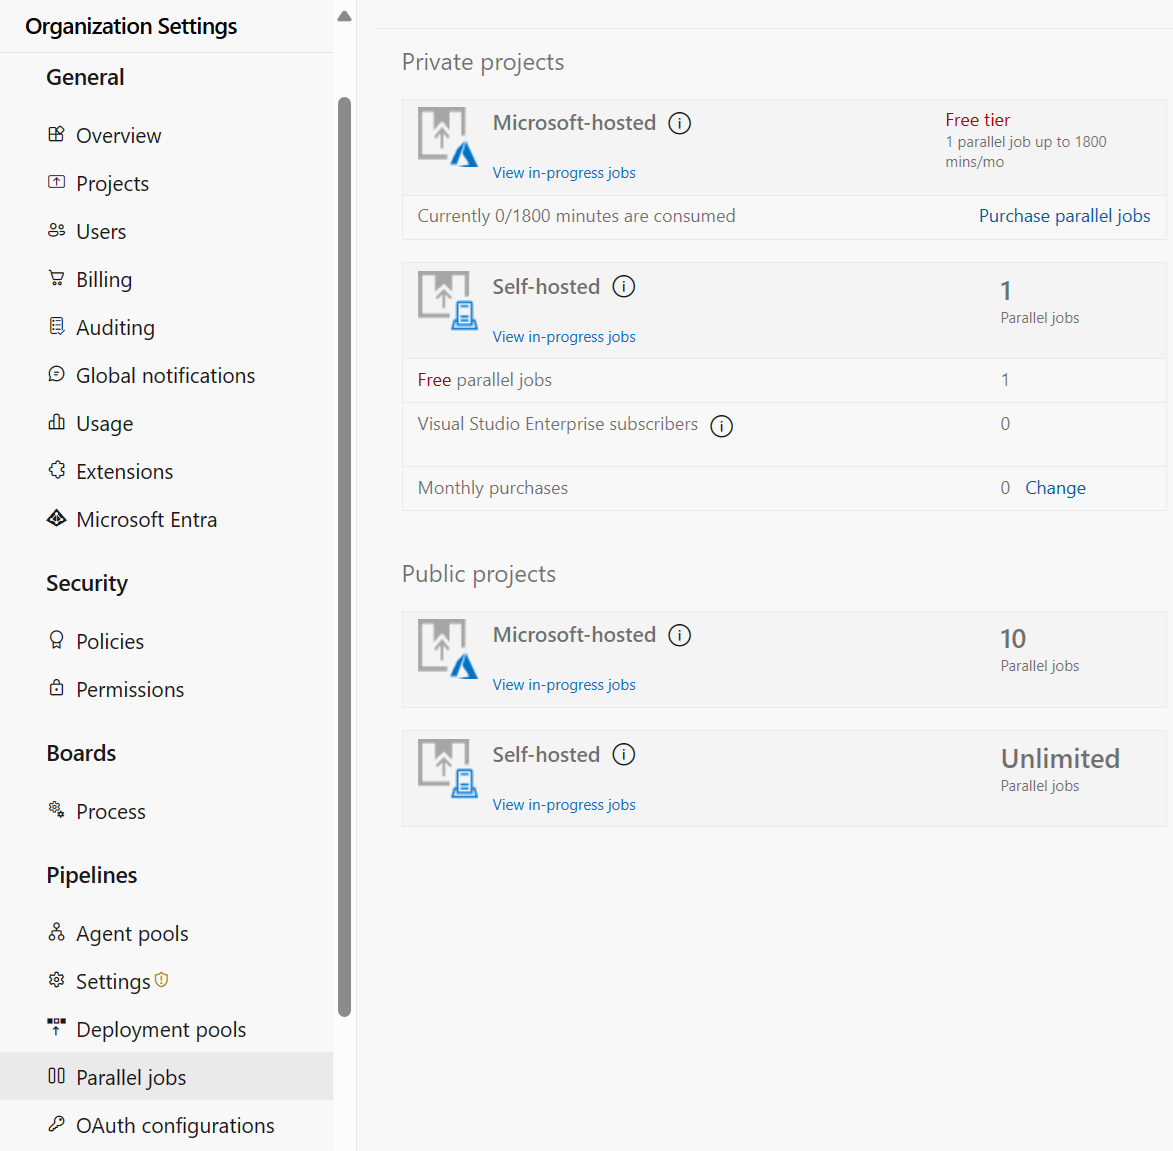 Organization Settings
General
Overview
Projects
Users
Billing
Auditing
Global notifications
Usage
Extensions
Microsoft Entra
Security
Policies
Permissions
Boards
Process
Pipelines
Agent pools
Settings
Deployment pools
Parallel jobs
OAuth configurations
Private projects
Microsoft-hosted
View in-progress jobs
Free tier
1 parallel job up to 1800
mins/mo
Currently 0/1800 minutes are consumed
Purchase parallel jobs
Self-hosted
View in-progress jobs
1
Parallel jobs
Free parallel jobs 1
Visual Studio Enterprise subscribers 0
Monthly purchases 0 Change
Public projects
Microsoft-hosted
View in-progress jobs
10
Parallel jobs
Self-hosted
View in-progress jobs
Unlimited
Parallel jobs